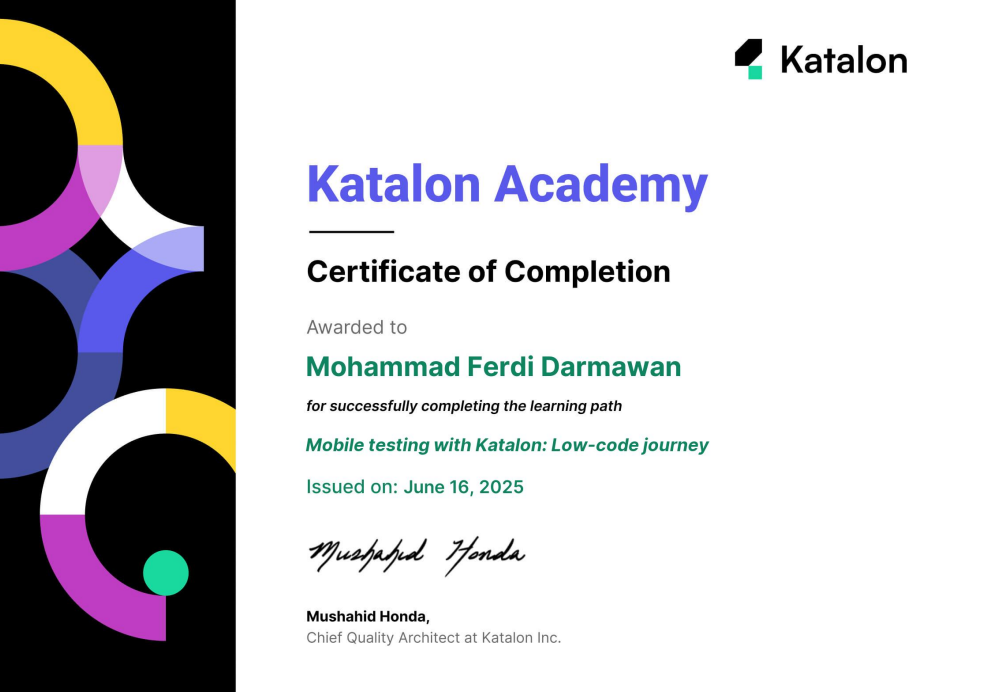 Katalon
Katalon Academy
Certificate of Completion
Awarded to
Mohammad Ferdi Darmawan
for successfully completing the learning path
Mobile testing with Katalon: Low-code journey
Issued on: June 16, 2025
Mushahid Honda
Mushahid Honda,
Chief Quality Architect at Katalon Inc.